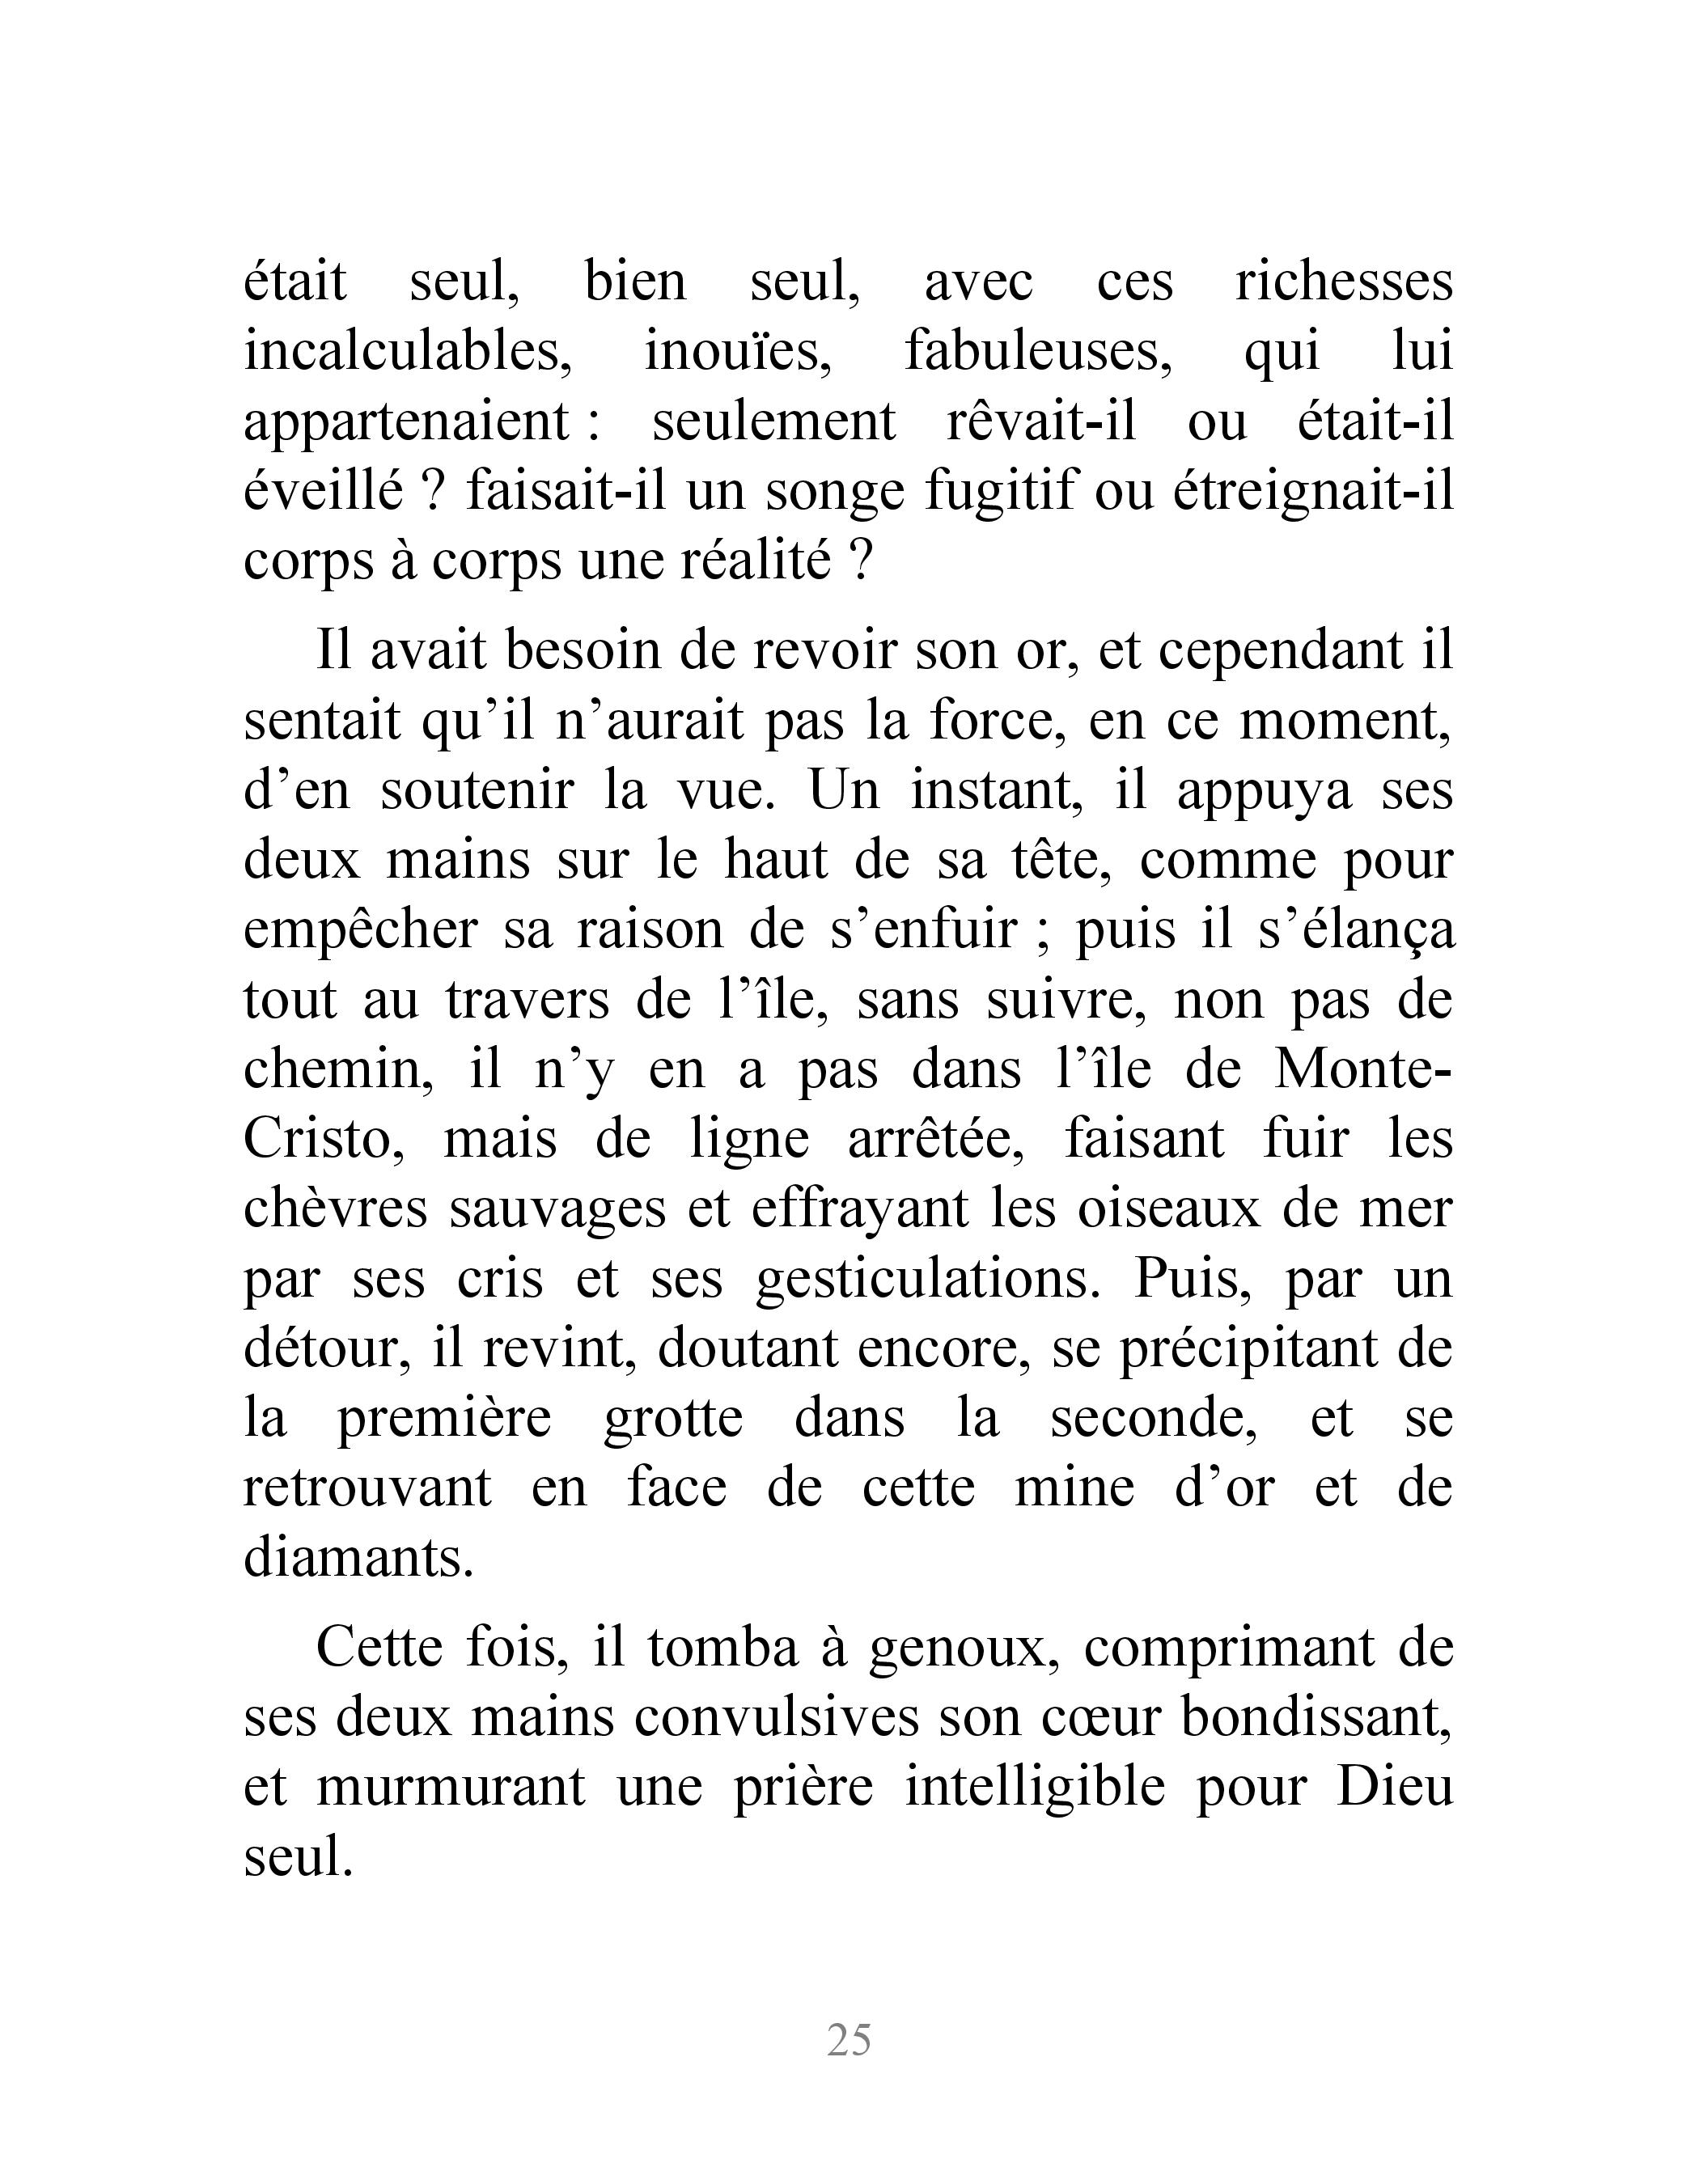 était seul, bien seul, avec ces richesses
incalculables, inouïes, fabuleuses, qui lui
appartenaient : seulement rêvait-il ou était-il
éveillé ? faisait-il un songe fugitif ou étreignait-il
corps à corps une réalité ?
Il avait besoin de revoir son or, et cependant il
sentait qu’il n’aurait pas la force, en ce moment,
d’en soutenir la vue. Un instant, il appuya ses
deux mains sur le haut de sa tête, comme pour
empêcher sa raison de s’enfuir ; puis il s’élança
tout au travers de l’île, sans suivre, non pas de
chemin, il n’y en a pas dans l’île de Monte-
Cristo, mais de ligne arrêtée, faisant fuir les
chèvres sauvages et effrayant les oiseaux de mer
par ses cris et ses gesticulations. Puis, par un
détour, il revint, doutant encore, se précipitant de
la première grotte dans la seconde, et se
retrouvant en face de cette mine d’or et de
diamants.
Cette fois, il tomba à genoux, comprimant de
ses deux mains convulsives son cœur bondissant,
et murmurant une prière intelligible pour Dieu
seul.
25